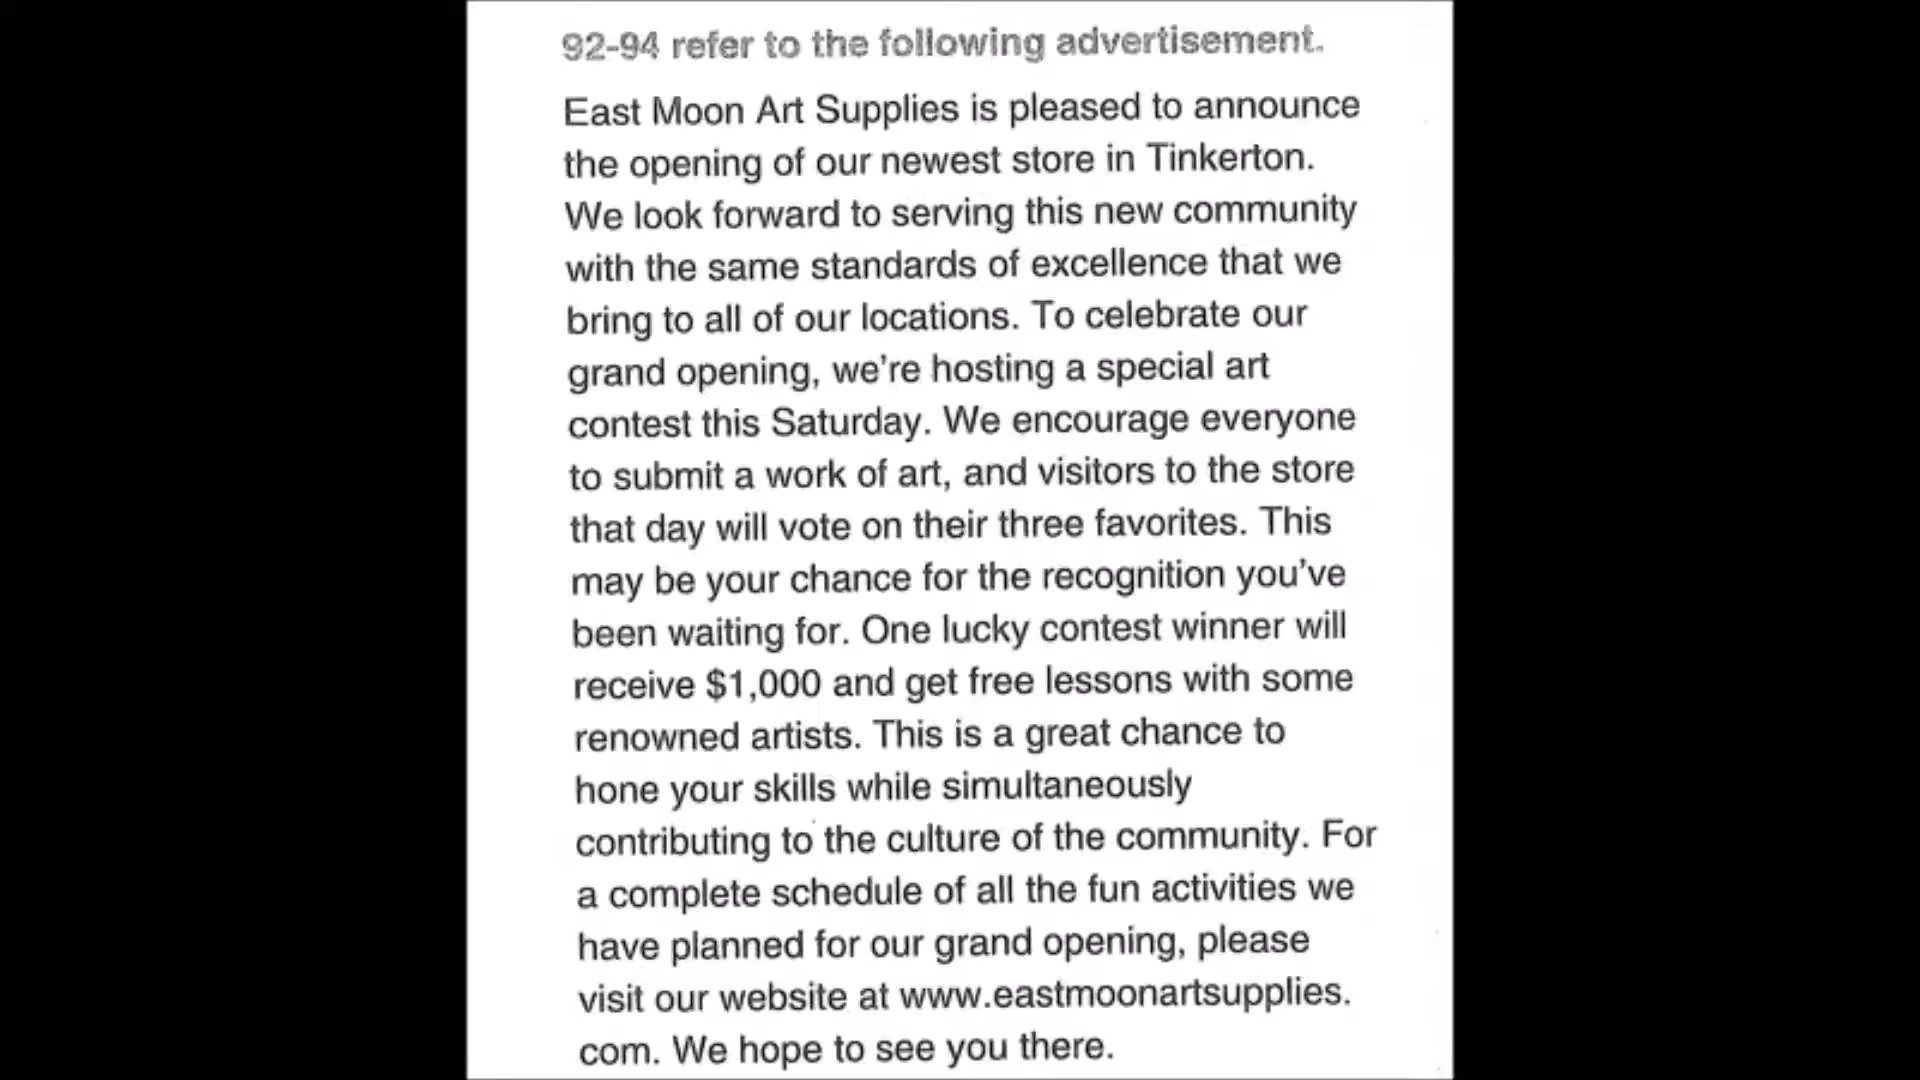 92-94 refer to the following advertisement.
East Moon Art Supplies is pleased to announce
the opening of our newest store in Tinkerton.
We look forward to serving this new community
with the same standards of excellence that we
bring to all of our locations. To celebrate our
grand opening, we're hosting a special art
contest this Saturday. We encourage everyone
to submit a work of art, and visitors to the store
that day will vote on their three favorites. This
may be your chance for the recognition you've
been waiting for. One lucky contest winner will
receive $1,000 and get free lessons with some
renowned artists. This is a great chance to
hone your skills while simultaneously
contributing to the culture of the community. For
a complete schedule of all the fun activities we
have planned for our grand opening, please
visit our website at www.eastmoonartsupplies.
com. We hope to see you there.